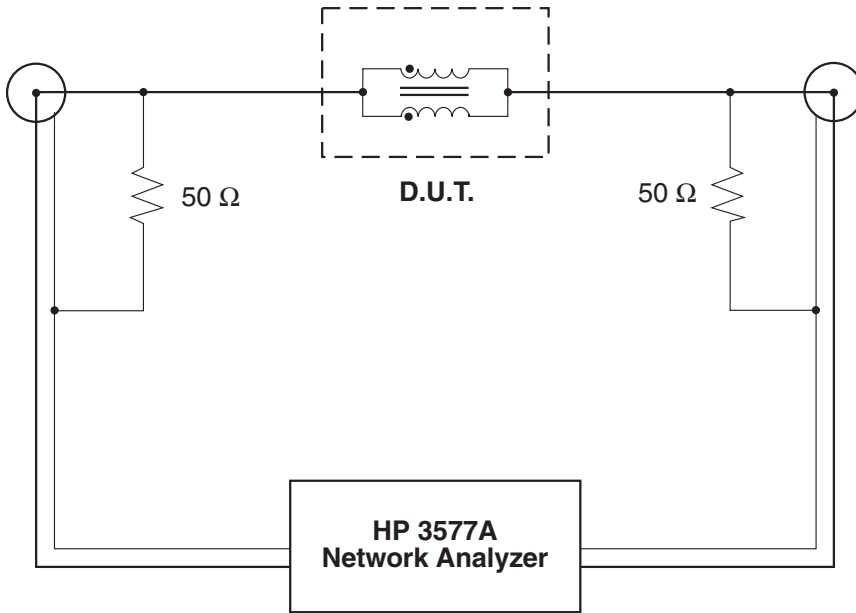 D.U.T.
50 Ω
50 Ω
HP 3577A
Network Analyzer